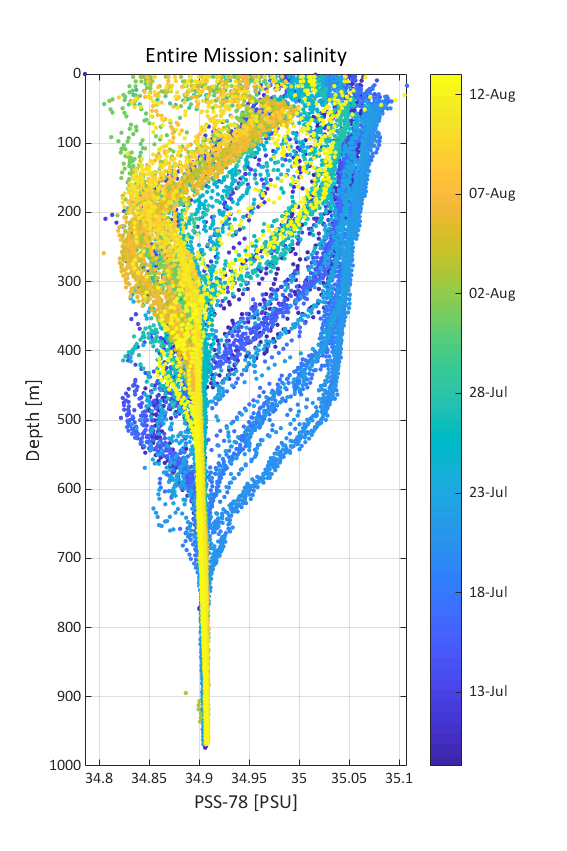 Entire Mission: salinity
0
100
200
300
400
500
600
700
800
900
1000
Depth [m]
34.8 34.85 34.9 34.95 35 35.05 35.1
PSS-78 [PSU]
12-Aug
07-Aug
02-Aug
28-Jul
23-Jul
18-Jul
13-Jul